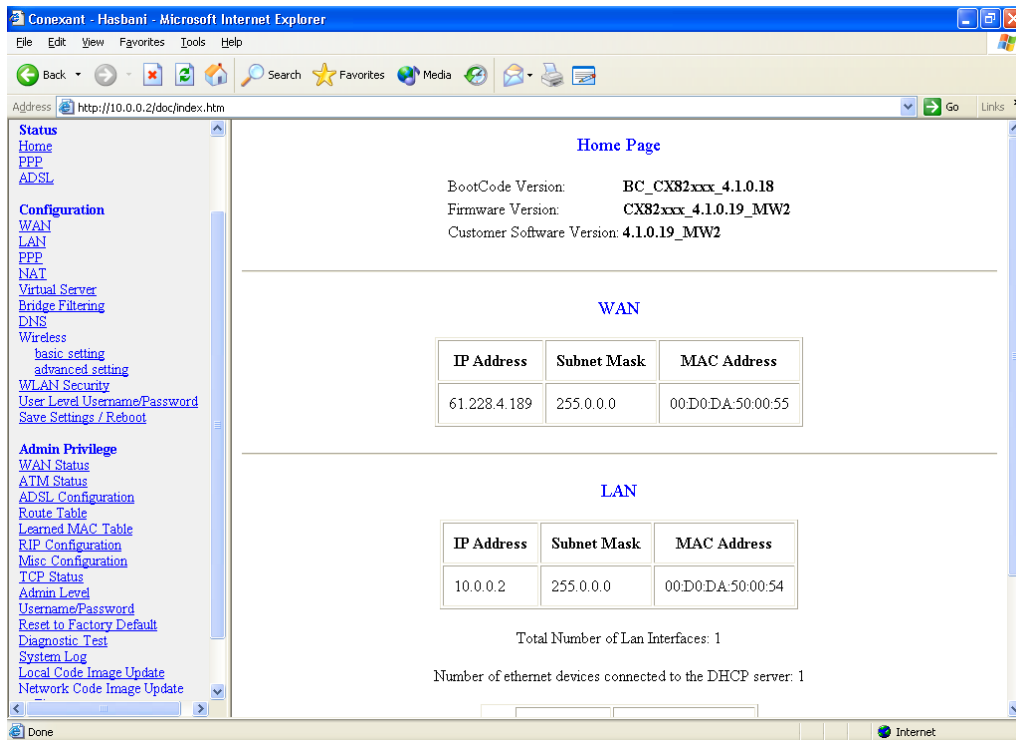 Conexant - Hasbani - Microsoft Internet Explorer
File Edit View Favorites Tools Help
Back Search Favorites Media
Address http://10.0.0.2/doc/index.htm Go Links
Status
Home
PPP
ADSL
Configuration
WAN
LAN
PPP
NAT
Virtual Server
Bridge Filtering
DNS
Wireless
basic setting
advanced setting
WLAN Security
User Level Username/Password
Save Settings / Reboot
Admin Privilege
WAN Status
ATM Status
ADSL Configuration
Route Table
Learned MAC Table
RIP Configuration
Misc Configuration
TCP Status
Admin Level
Username/Password
Reset to Factory Default
Diagnostic Test
System Log
Local Code Image Update
Network Code Image Update
Home Page
BootCode Version: BC_CX82xxx_4.1.0.18
Firmware Version: CX82xxx_4.1.0.19_MW2
Customer Software Version: 4.1.0.19_MW2
WAN
IP Address Subnet Mask MAC Address
61.228.4.189 255.0.0.0 00:D0:DA:50:00:55
LAN
IP Address Subnet Mask MAC Address
10.0.0.2 255.0.0.0 00:D0:DA:50:00:54
Total Number of Lan Interfaces: 1
Number of ethernet devices connected to the DHCP server: 1
Done Internet